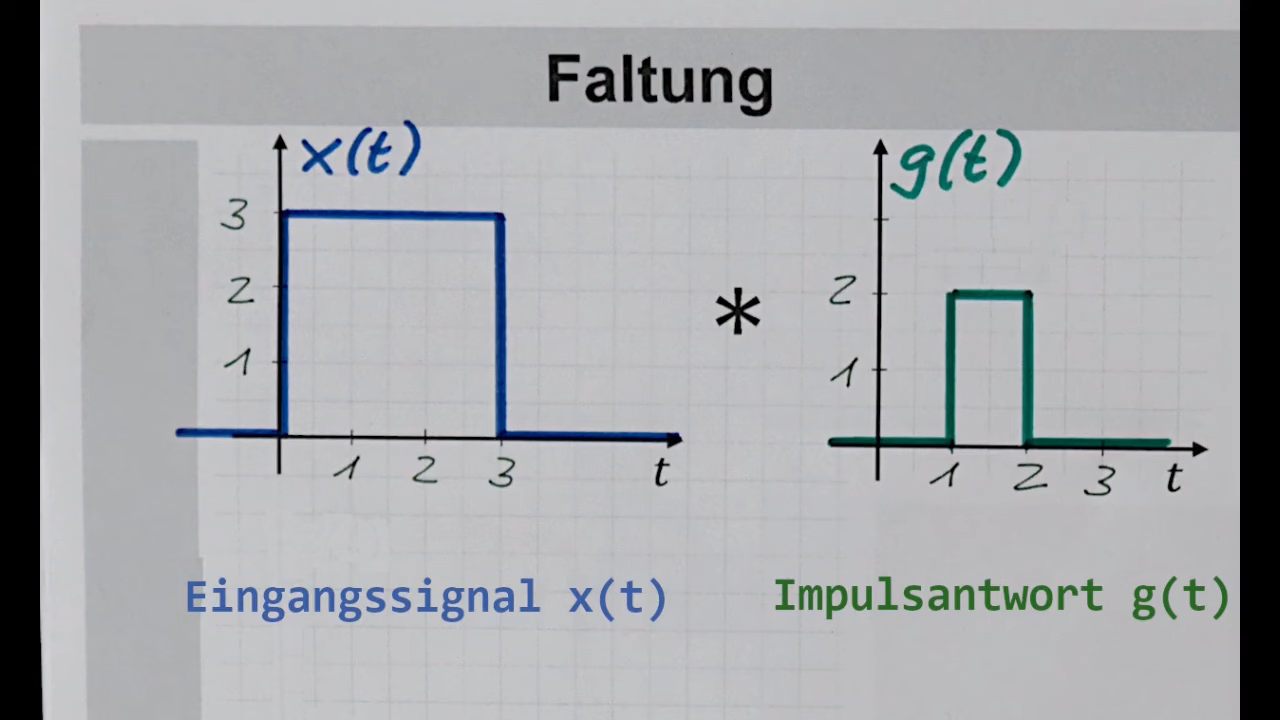 Faltung
x(t)
g(t)
3
2
1
1 2 3 t
*
2
1
1 2 3 t
Eingangssignal x(t)
Impulsantwort g(t)